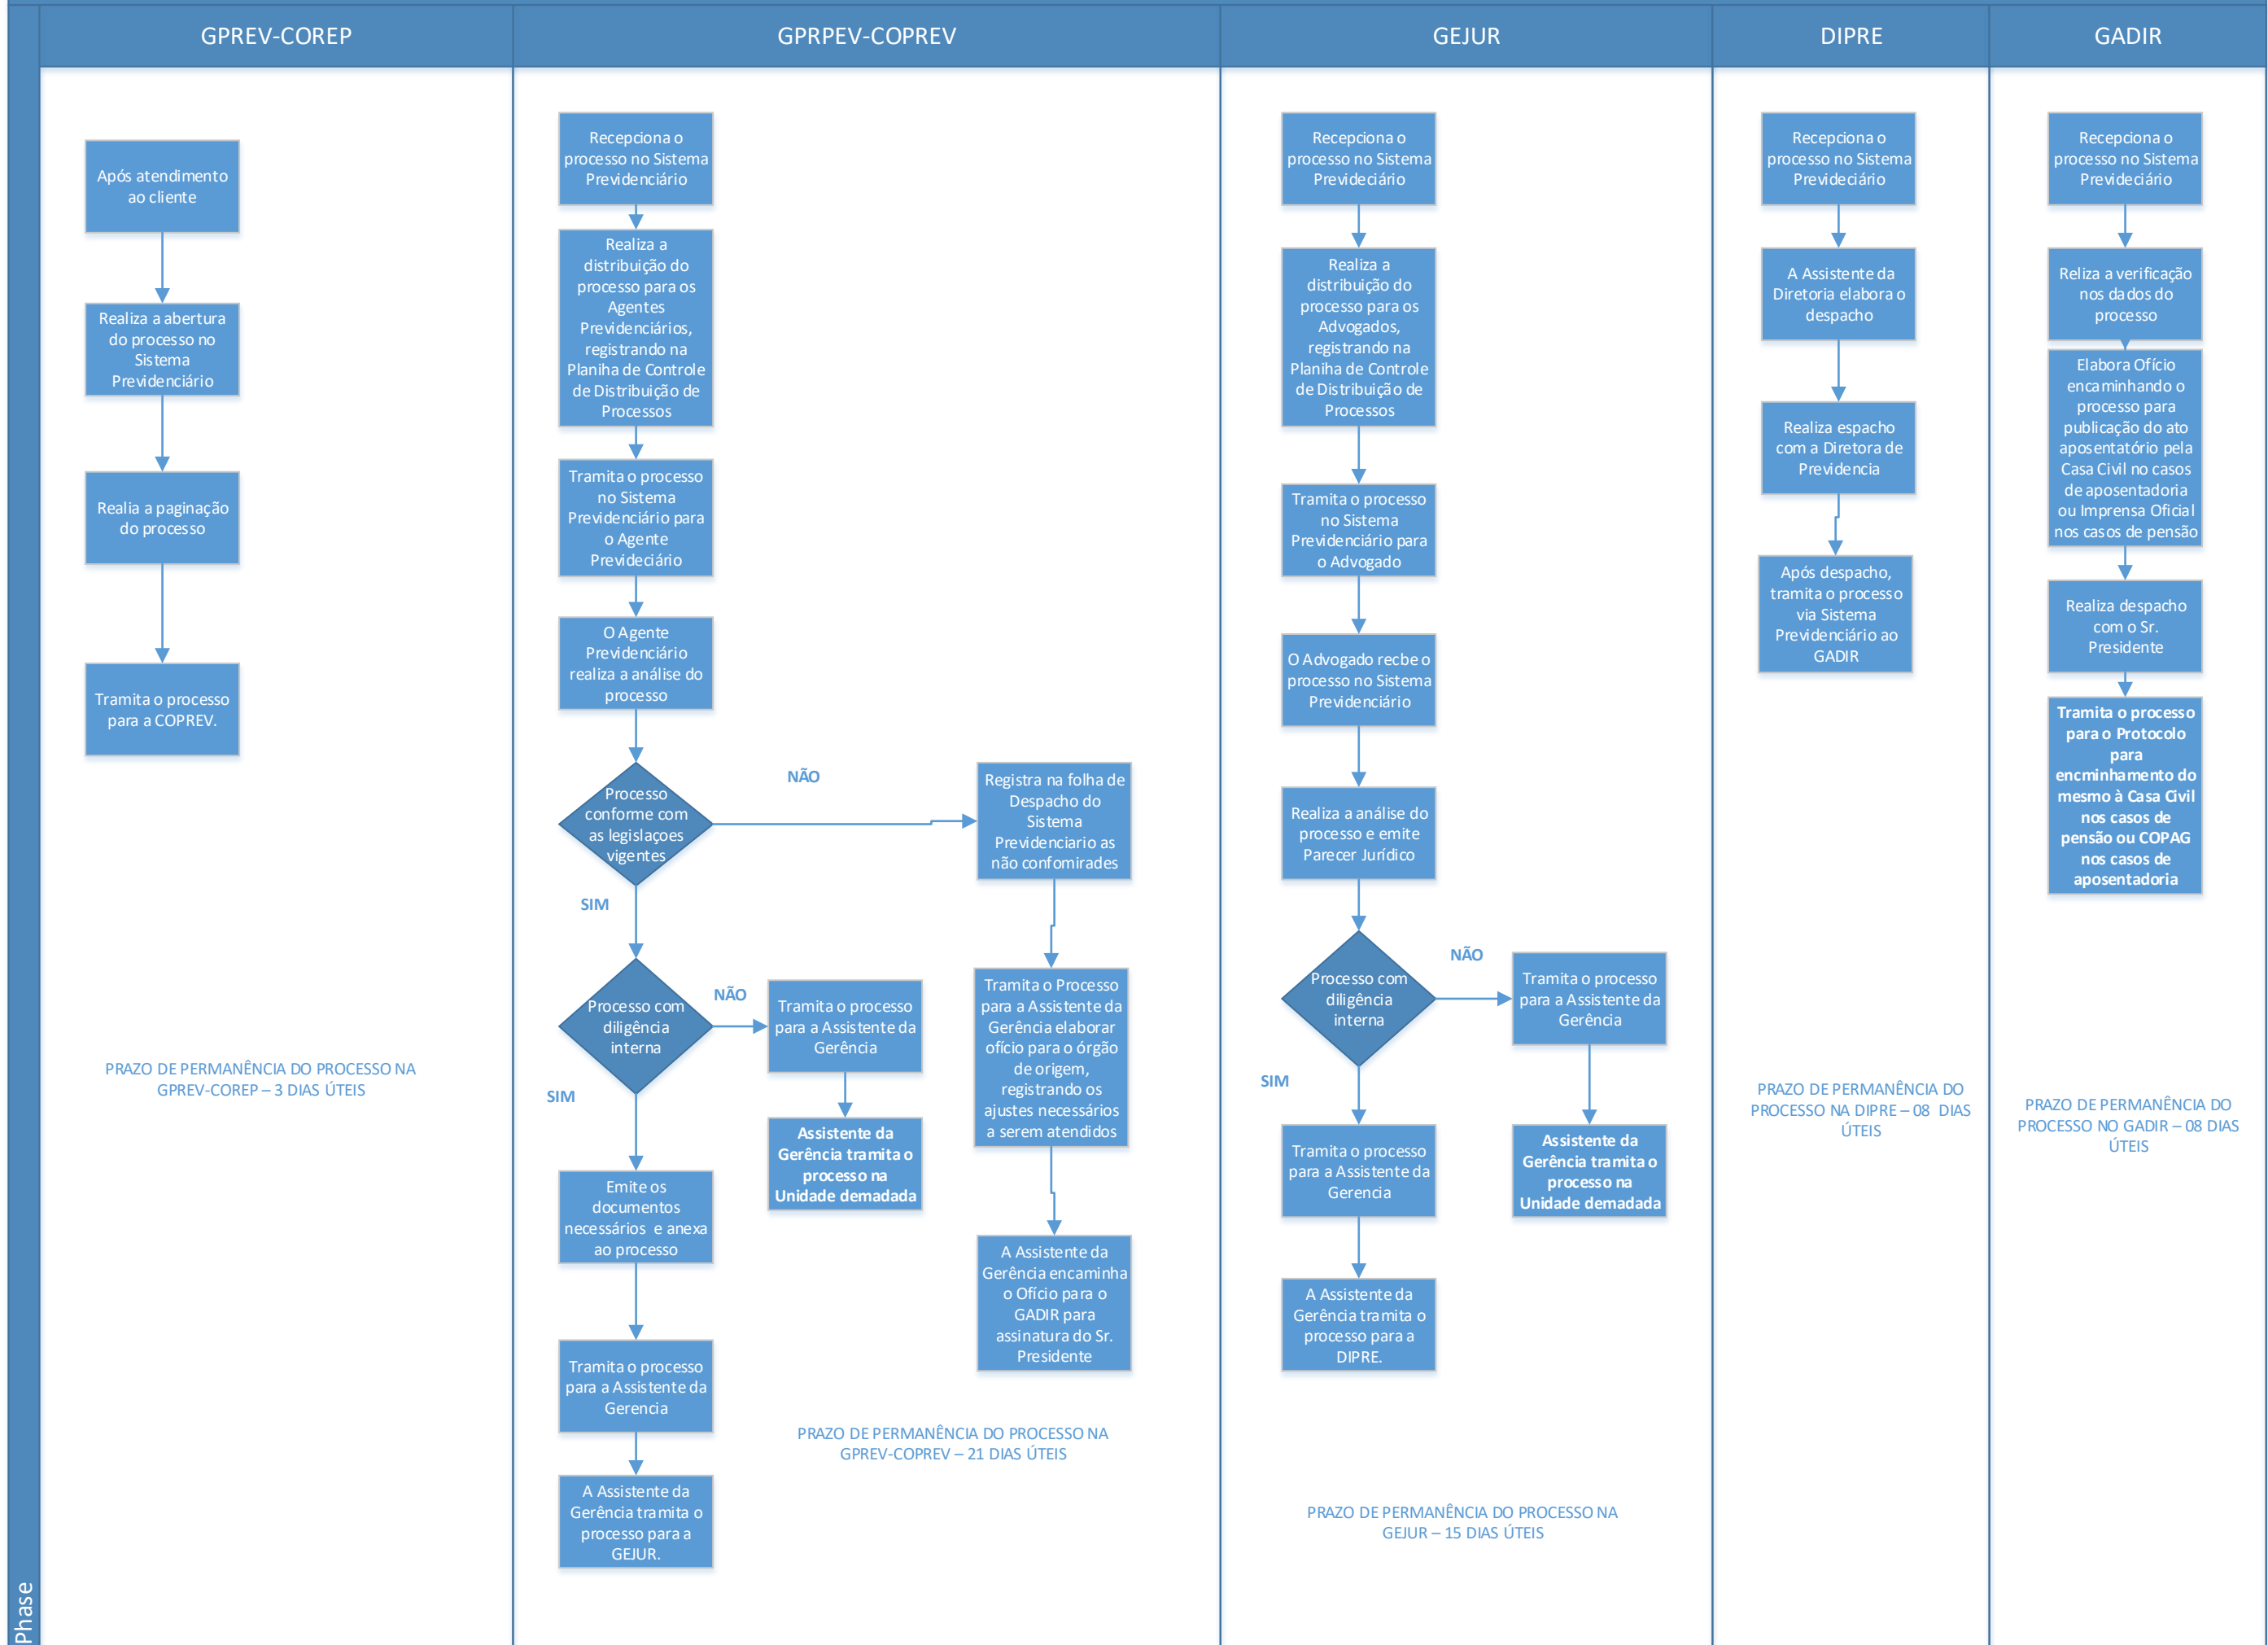 GPREV-COREP
GPRPEV-COPREV
GEJUR
DIPRE
GADIR
Phase
Após atendimento
ao cliente
Realiza a abertura
do processo no
Sistema
Previdenciário
Realia a paginação
do processo
Tramita o processo
para a COPREV.
PRAZO DE PERMANÊNCIA DO PROCESSO NA
GPREV-COREP – 3 DIAS ÚTEIS
Recepciona o
processo no Sistema
Previdenciário
Realiza a
distribuição do
processo para os
Agentes
Previdenciários,
registrando na
Planiha de Controle
de Distribuição de
Processos
Tramita o processo
no Sistema
Previdenciário para
o Agente
Prevideciário
O Agente
Previdenciário
realiza a análise do
processo
Processo
conforme com
as legislaçoes
vigentes
NÃO
SIM
Registra na folha de
Despacho do
Sistema
Previdenciario as
não confomirades
Processo com
diligência
interna
NÃO
SIM
Tramita o processo
para a Assistente da
Gerência
Assistente da
Gerência tramita o
processo na
Unidade demadada
Tramita o Processo
para a Assistente da
Gerência elaborar
ofício para o órgão
de origem,
registrando os
ajustes necessários
a serem atendidos
A Assistente da
Gerência encaminha
o Ofício para o
GADIR para
assinatura do Sr.
Presidente
Emite os
documentos
necessários e anexa
ao processo
Tramita o processo
para a Assistente da
Gerencia
A Assistente da
Gerência tramita o
processo para a
GEJUR.
PRAZO DE PERMANÊNCIA DO PROCESSO NA
GPREV-COPREV – 21 DIAS ÚTEIS
Recepciona o
processo no Sistema
Prevideciário
Realiza a
distribuição do
processo para os
Advogados,
registrando na
Planiha de Controle
de Distribuição de
Processos
Tramita o processo
no Sistema
Previdenciário para
o Advogado
O Advogado recbe o
processo no Sistema
Previdenciário
Realiza a análise do
processo e emite
Parecer Jurídico
Processo com
diligência
interna
NÃO
SIM
Tramita o processo
para a Assistente da
Gerência
Assistente da
Gerência tramita o
processo na
Unidade demadada
Tramita o processo
para a Assistente da
Gerencia
A Assistente da
Gerência tramita o
processo para a
DIPRE.
PRAZO DE PERMANÊNCIA DO PROCESSO NA
GEJUR – 15 DIAS ÚTEIS
Recepciona o
processo no Sistema
Prevideciário
A Assistente da
Diretoria elabora o
despacho
Realiza espacho
com a Diretora de
Previdencia
Após despacho,
tramita o processo
via Sistema
Previdenciário ao
GADIR
PRAZO DE PERMANÊNCIA DO
PROCESSO NA DIPRE – 08 DIAS
ÚTEIS
Recepciona o
processo no Sistema
Prevideciário
Reliza a verificação
nos dados do
processo
Elabora Ofício
encaminhando o
processo para
publicação do ato
aposentatório pela
Casa Civil no casos
de aposentadoria
ou Imprensa Oficial
nos casos de pensão
Realiza despacho
com o Sr.
Presidente
Tramita o processo
para o Protocolo
para
encminhamento do
mesmo à Casa Civil
nos casos de
pensão ou COPAG
nos casos de
aposentadoria
PRAZO DE PERMANÊNCIA DO
PROCESSO NO GADIR – 08 DIAS
ÚTEIS